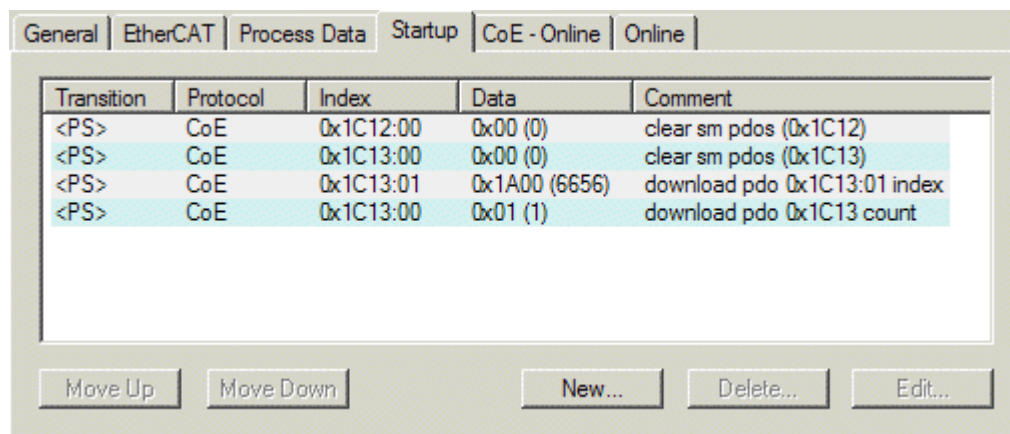 General EtherCAT Process Data Startup CoE - Online Online
Transition Protocol Index Data Comment
<PS> CoE 0x1C12:00 0x00 (0) clear sm pdos (0x1C12)
<PS> CoE 0x1C13:00 0x00 (0) clear sm pdos (0x1C13)
<PS> CoE 0x1C13:01 0x1A00 (6656) download pdo 0x1C13:01 index
<PS> CoE 0x1C13:00 0x01 (1) download pdo 0x1C13 count
Move Up Move Down New... Delete... Edit...